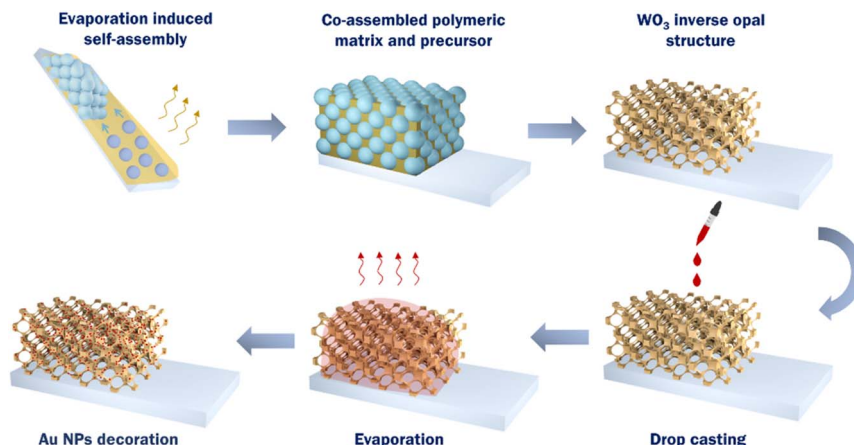 Evaporation induced
self-assembly
Co-assembled polymeric
matrix and precursor
WO₃ inverse opal
structure
Au NPs decoration
Evaporation
Drop casting